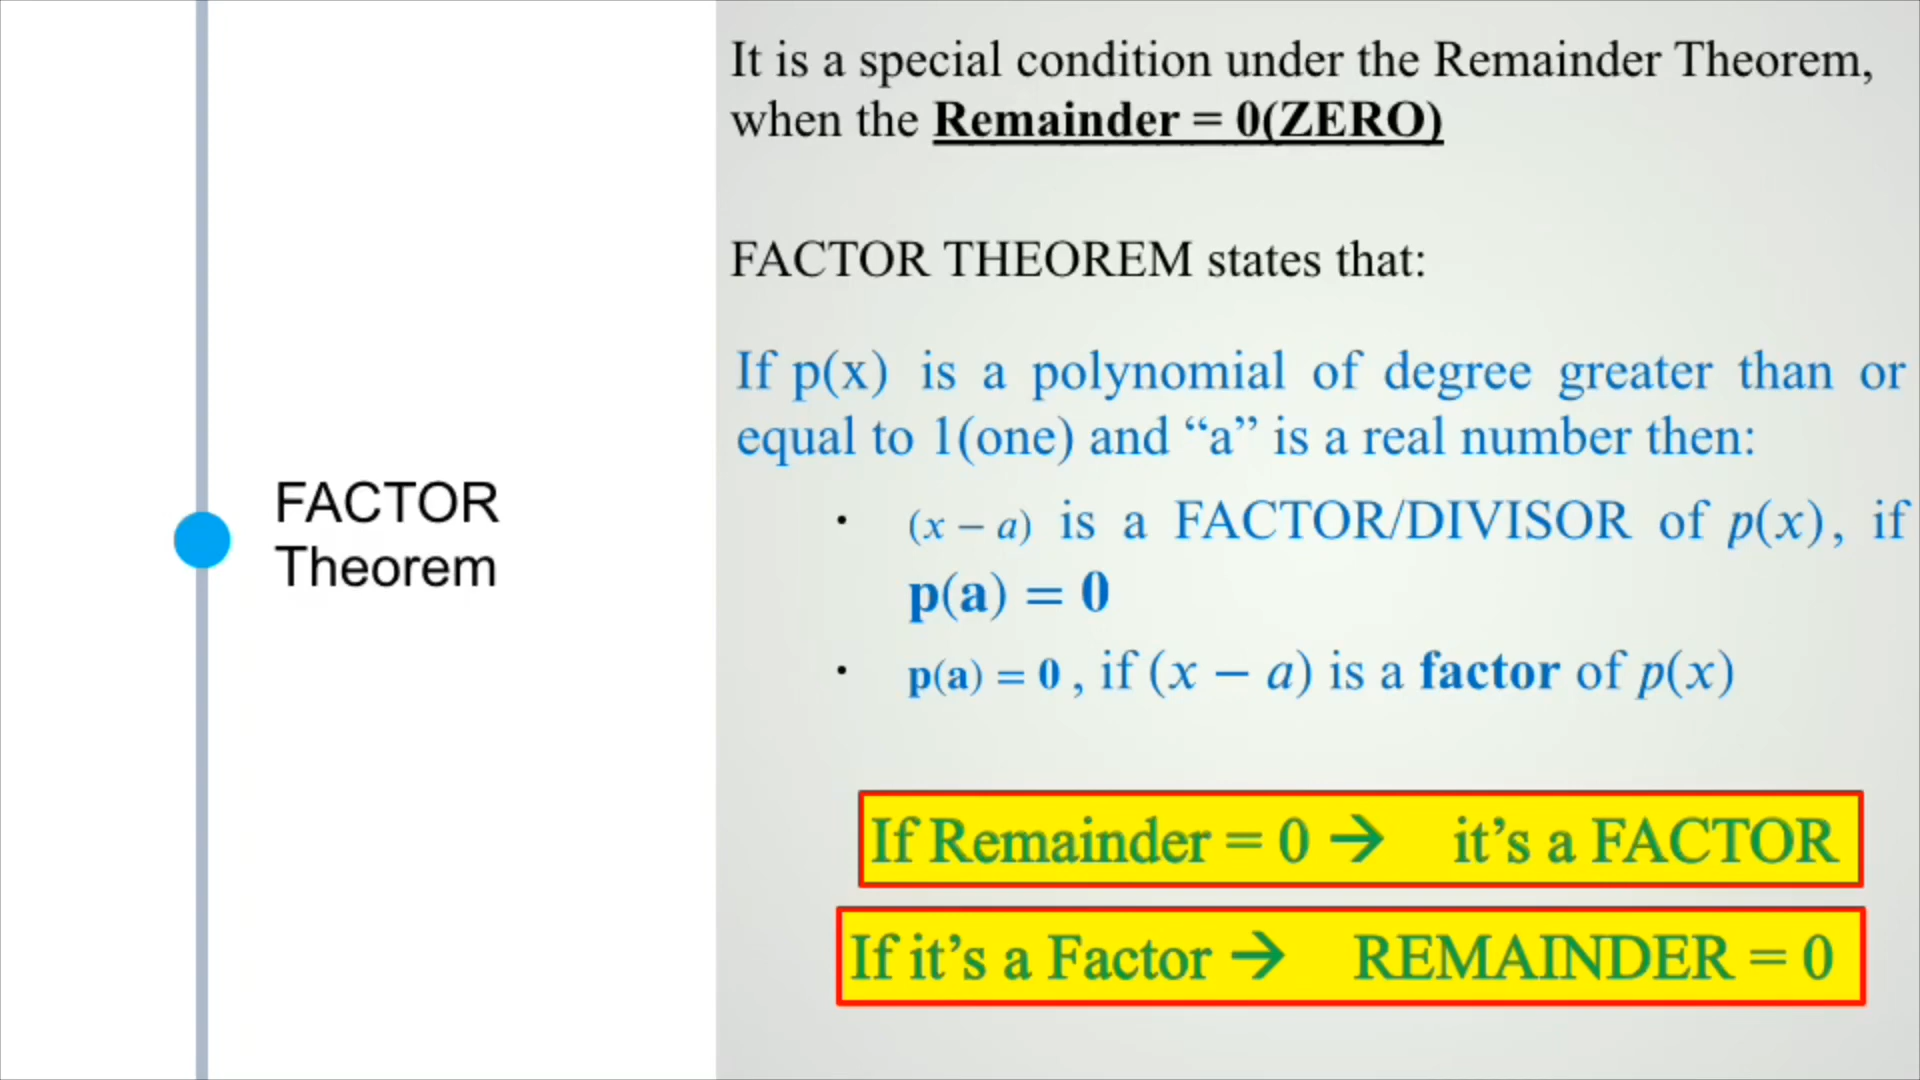 FACTOR
Theorem
It is a special condition under the Remainder Theorem,
when the Remainder = 0(ZERO)
FACTOR THEOREM states that:
If p(x) is a polynomial of degree greater than or
equal to 1(one) and “a” is a real number then:
· (x – a) is a FACTOR/DIVISOR of p(x), if
p(a) = 0
· p(a) = 0 , if (x – a) is a factor of p(x)
If Remainder = 0 → it’s a FACTOR
If it’s a Factor → REMAINDER = 0